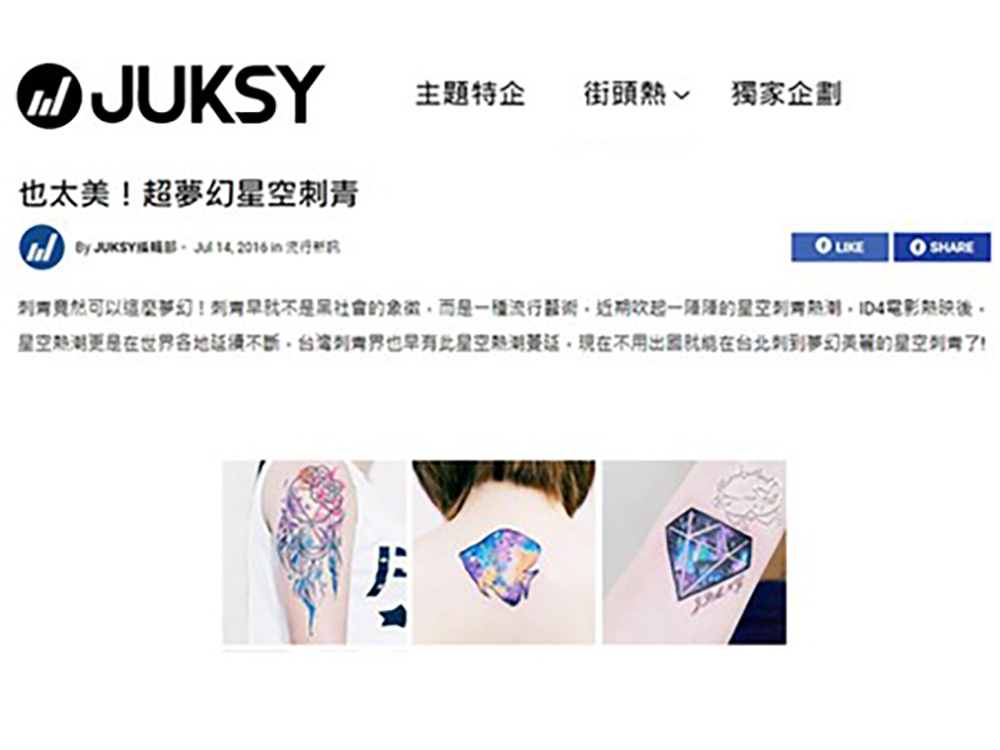 JUKSY
主題特企 街頭熱 獨家企劃
也太美！超夢幻星空刺青
By JUKSY編輯部 - Jul 14, 2016 in 流行新訊
LIKE SHARE
刺青竟然可以這麼夢幻！刺青早就不是黑社會的象徵，而是一種流行藝術，近期吹起一陣陣的星空刺青熱潮，ID4電影熱映後，
星空熱潮更是在世界各地延續不斷，台灣刺青界也早有此星空熱潮蔓延，現在不用出國就能在台北刺到夢幻美麗的星空刺青了!